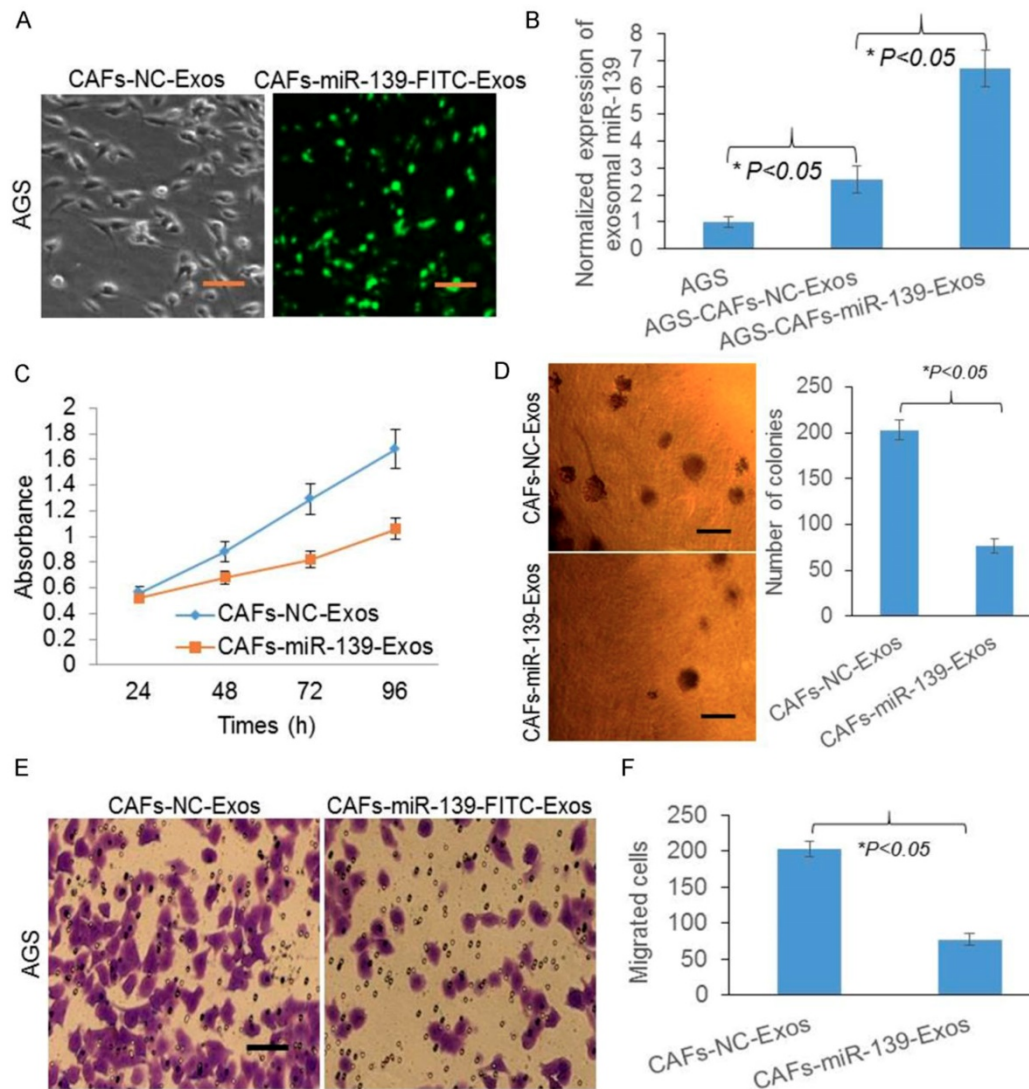 A
CAFs-NC-Exos
CAFs-miR-139-FITC-Exos
AGS
B
Normalized expression of
exosomal miR-139
8
7
6
5
4
3
2
1
0
*P<0.05
*P<0.05
AGS
AGS-CAFs-NC-Exos
AGS-CAFs-miR-139-Exos
C
Absorbance
2
1.8
1.6
1.4
1.2
1
0.8
0.6
0.4
0.2
0
CAFs-NC-Exos
CAFs-miR-139-Exos
24 48 72 96
Times (h)
D
CAFs-NC-Exos
CAFs-miR-139-Exos
Number of colonies
250
200
150
100
50
0
*P<0.05
CAFs-NC-Exos
CAFs-miR-139-Exos
E
CAFs-NC-Exos
CAFs-miR-139-FITC-Exos
AGS
F
Migrated cells
250
200
150
100
50
0
*P<0.05
CAFs-NC-Exos
CAFs-miR-139-Exos